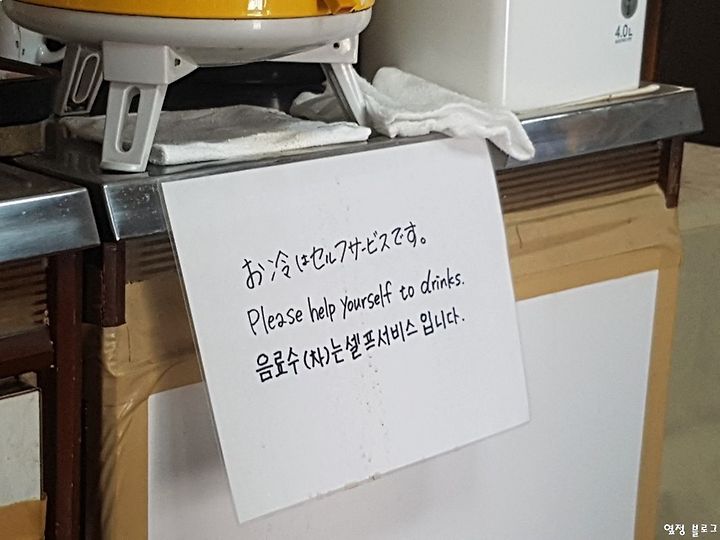 4.0L
お冷はセルフサービスです。
Please help yourself to drinks.
음료수(차)는 셀프서비스입니다.
옆정 블로그